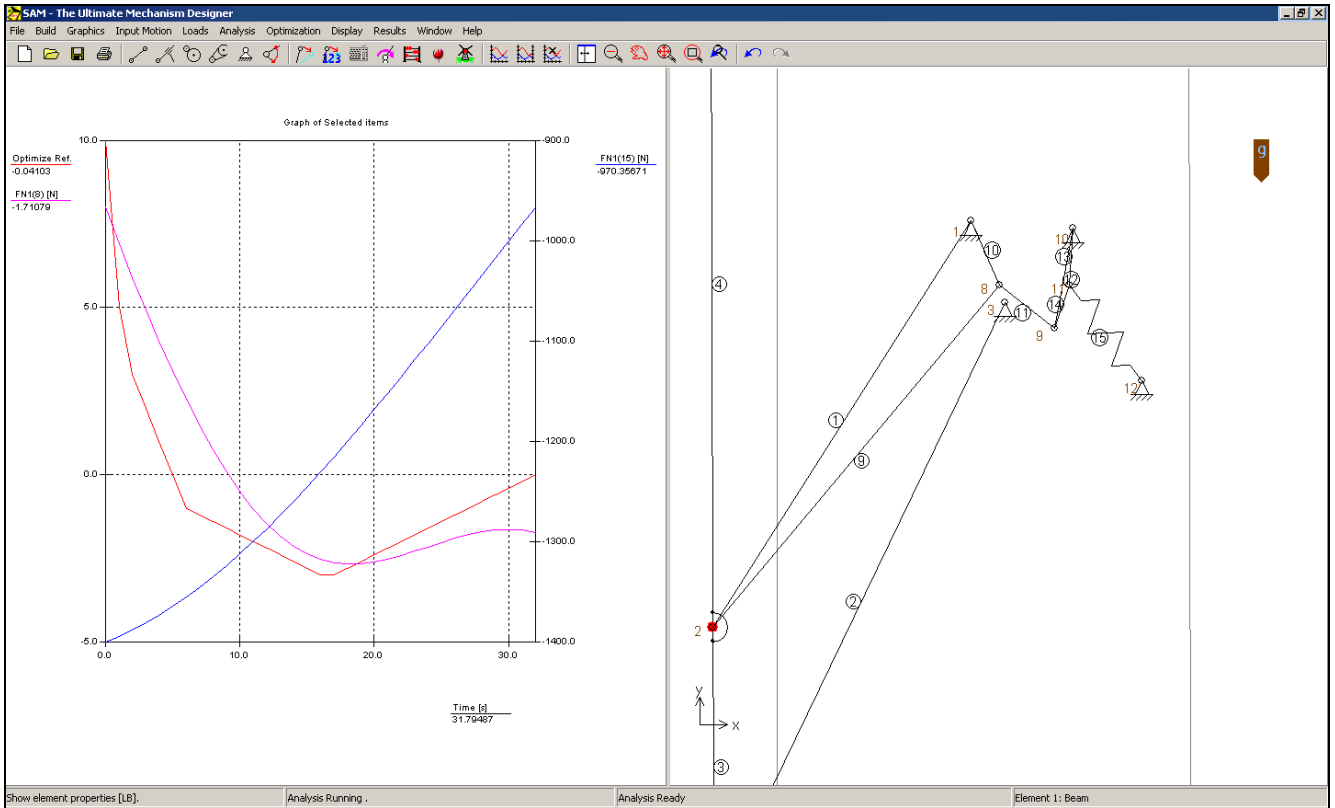 SAM - The Ultimate Mechanism Designer
File Build Graphics Input Motion Loads Analysis Optimization Display Results Window Help
123
Graph of Selected items
Optimize Ref.
-0.04103
FN1(8) [N]
-1.71079
FN1(15) [N]
-970.35671
10.0
5.0
0.0
-5.0
-900.0
-1000.0
-1100.0
-1200.0
-1300.0
-1400.0
0.0 10.0 20.0 30.0
Time [s]
31.79487
g
1
10
10
13
4
8
12
11
3
11
14
9
15
12
1
9
2
2
y
x
3
Show element properties [LB]. Analysis Running . Analysis Ready Element 1: Beam